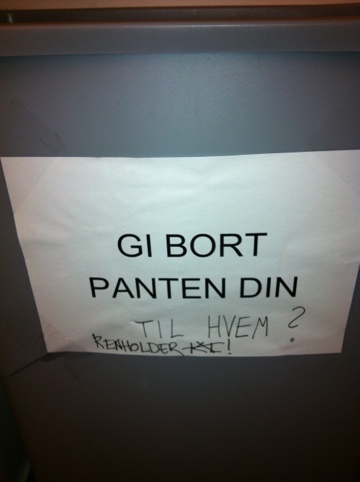 GI BORT
PANTEN DIN
TIL HVEM ?
RENHOLDER